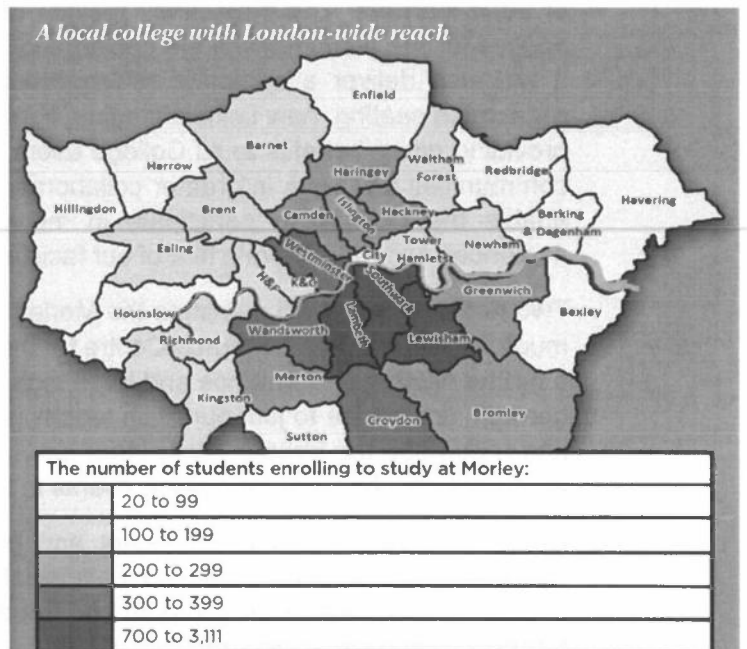 A local college with London-wide reach
Enfield
Barnet
Harrow
Haringey
Waltham
Forest
Redbridge
Havering
Hillingdon
Brent
Camden
Islington
Hackney
Barking
& Dagenham
Ealing
Westminster
City
Tower
Hamlets
Newham
H&F
K&C
Southwark
Greenwich
Hounslow
Bexley
Richmond
Wandsworth
Lambeth
Lewisham
Merton
Kingston
Croydon
Bromley
Sutton
The number of students enrolling to study at Morley:
20 to 99
100 to 199
200 to 299
300 to 399
700 to 3,111